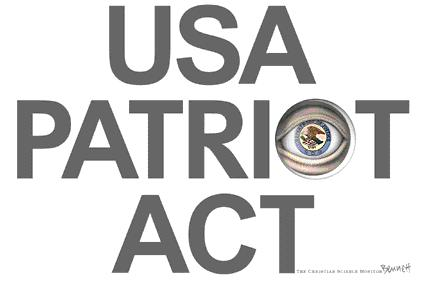 USA
PATRIOT
ACT
THE CHRISTIAN SCIENCE MONITOR BENNETT